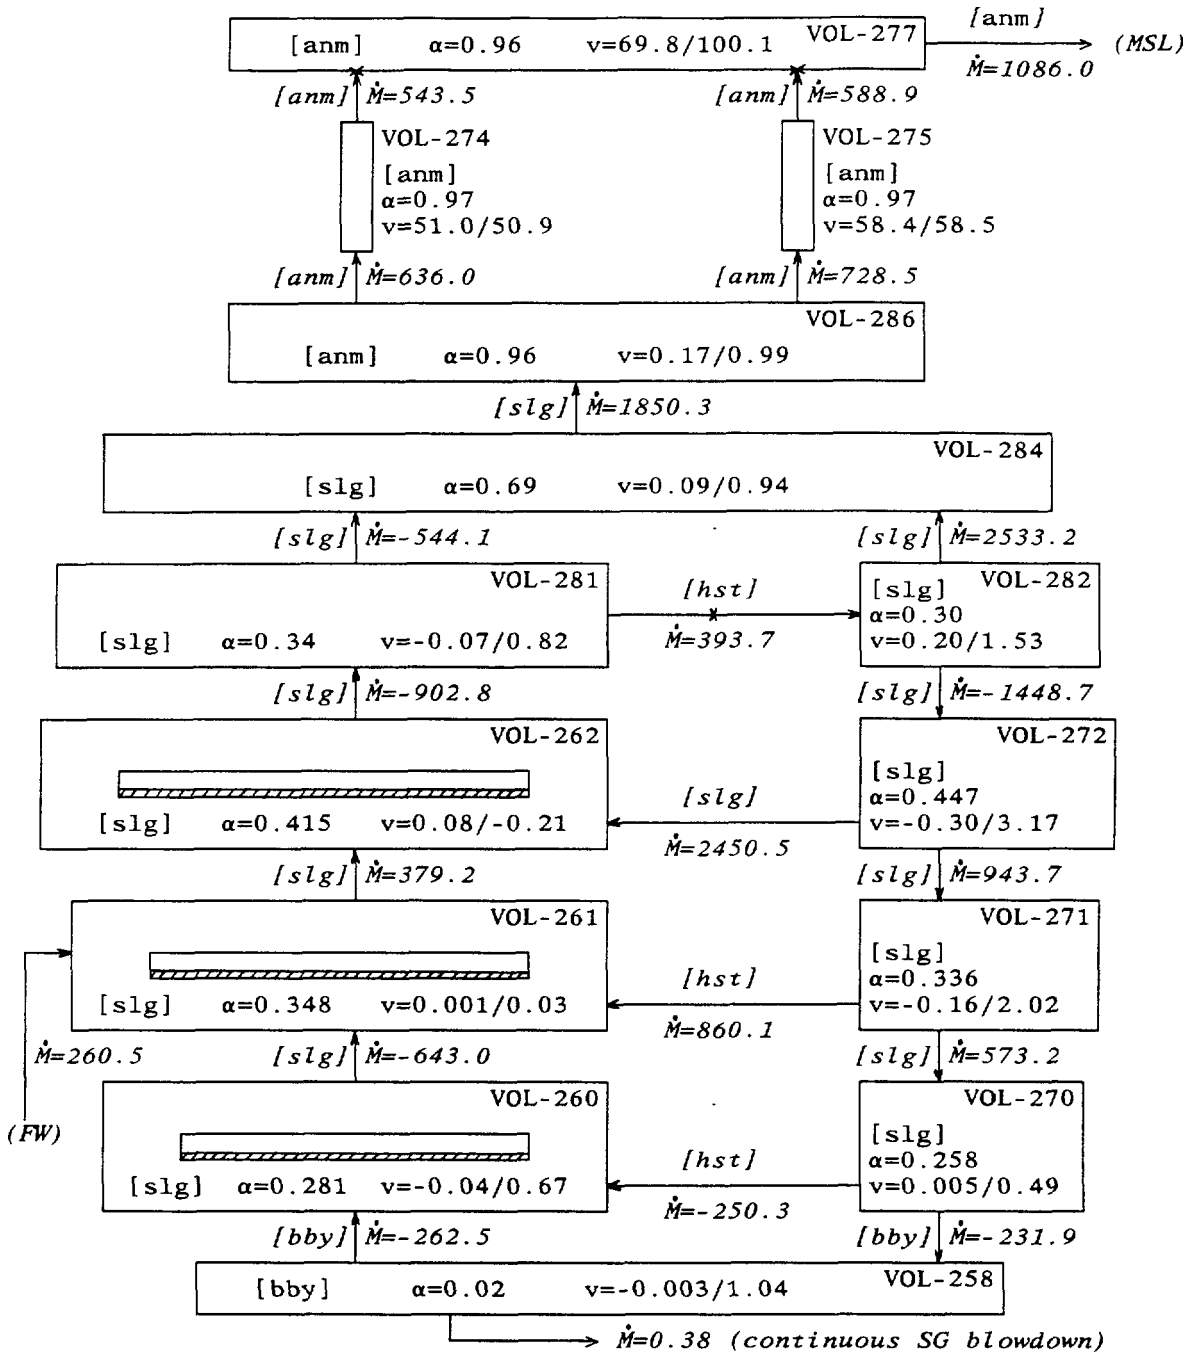 [anm] α=0.96 v=69.8/100.1 VOL-277
[anm]
Ṁ=1086.0
(MSL)
[anm] Ṁ=543.5
[anm] Ṁ=588.9
VOL-274
[anm]
α=0.97
v=51.0/50.9
VOL-275
[anm]
α=0.97
v=58.4/58.5
[anm] Ṁ=636.0
[anm] Ṁ=728.5
VOL-286
[anm] α=0.96 v=0.17/0.99
[slg] Ṁ=1850.3
VOL-284
[slg] α=0.69 v=0.09/0.94
[slg] Ṁ=-544.1
[slg] Ṁ=2533.2
VOL-281
[slg] α=0.34 v=-0.07/0.82
[hst]
Ṁ=393.7
VOL-282
[slg]
α=0.30
v=0.20/1.53
[slg] Ṁ=-902.8
[slg] Ṁ=-1448.7
VOL-262
[slg] α=0.415 v=0.08/-0.21
[slg]
Ṁ=2450.5
VOL-272
[slg]
α=0.447
v=-0.30/3.17
[slg] Ṁ=379.2
[slg] Ṁ=943.7
VOL-261
[slg] α=0.348 v=0.001/0.03
[hst]
Ṁ=860.1
VOL-271
[slg]
α=0.336
v=-0.16/2.02
Ṁ=260.5
(FW)
[slg] Ṁ=-643.0
[slg] Ṁ=573.2
VOL-260
[slg] α=0.281 v=-0.04/0.67
[hst]
Ṁ=-250.3
VOL-270
[slg]
α=0.258
v=0.005/0.49
[bby] Ṁ=-262.5
[bby] Ṁ=-231.9
VOL-258
[bby] α=0.02 v=-0.003/1.04
Ṁ=0.38 (continuous SG blowdown)